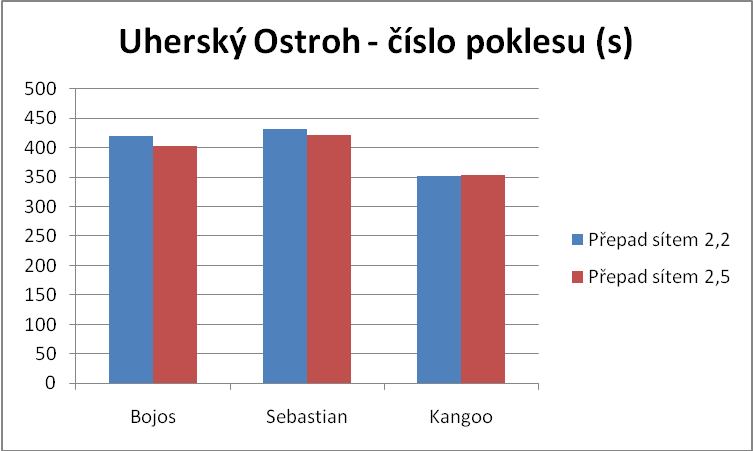 Uherský Ostroh - číslo poklesu (s)
500
450
400
350
300
250
200
150
100
50
0
Bojos
Sebastian
Kangoo
Přepad sítem 2,2
Přepad sítem 2,5